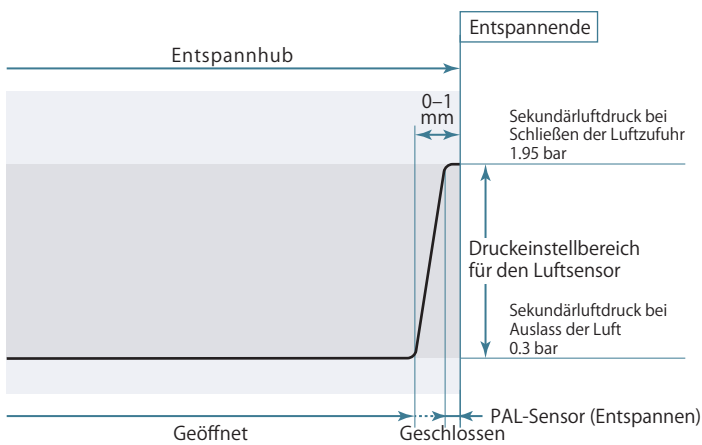 Entspannende
Entspannhub
0–1
mm
Sekundärluftdruck bei
Schließen der Luftzufuhr
1.95 bar
Druckeinstellbereich
für den Luftsensor
Sekundärluftdruck bei
Auslass der Luft
0.3 bar
PAL-Sensor (Entspannen)
Geöffnet
Geschlossen